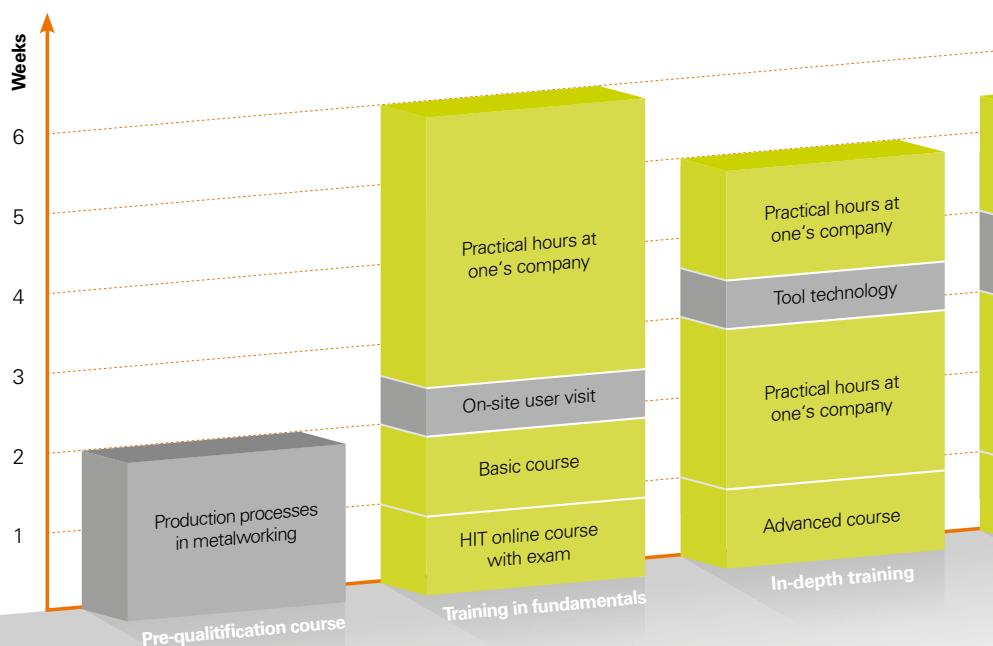 Weeks
6
5
4
3
2
1
Production processes
in metalworking
Pre-qualitification course
Practical hours at
one‘s company
On-site user visit
Basic course
HIT online course
with exam
Training in fundamentals
Practical hours at
one‘s company
Tool technology
Practical hours at
one‘s company
Advanced course
In-depth training